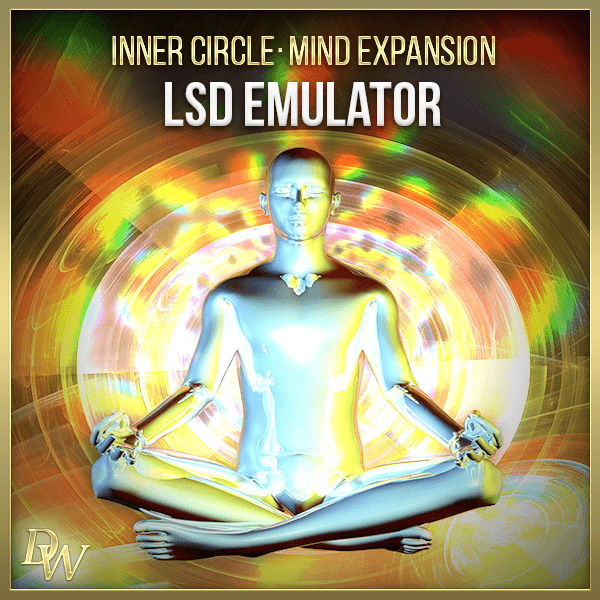 INNER CIRCLE · MIND EXPANSION
LSD EMULATOR
DW